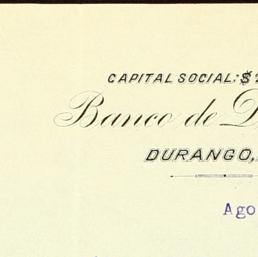 CAPITAL SOCIAL: $
Banco de D
DURANGO,
Ago